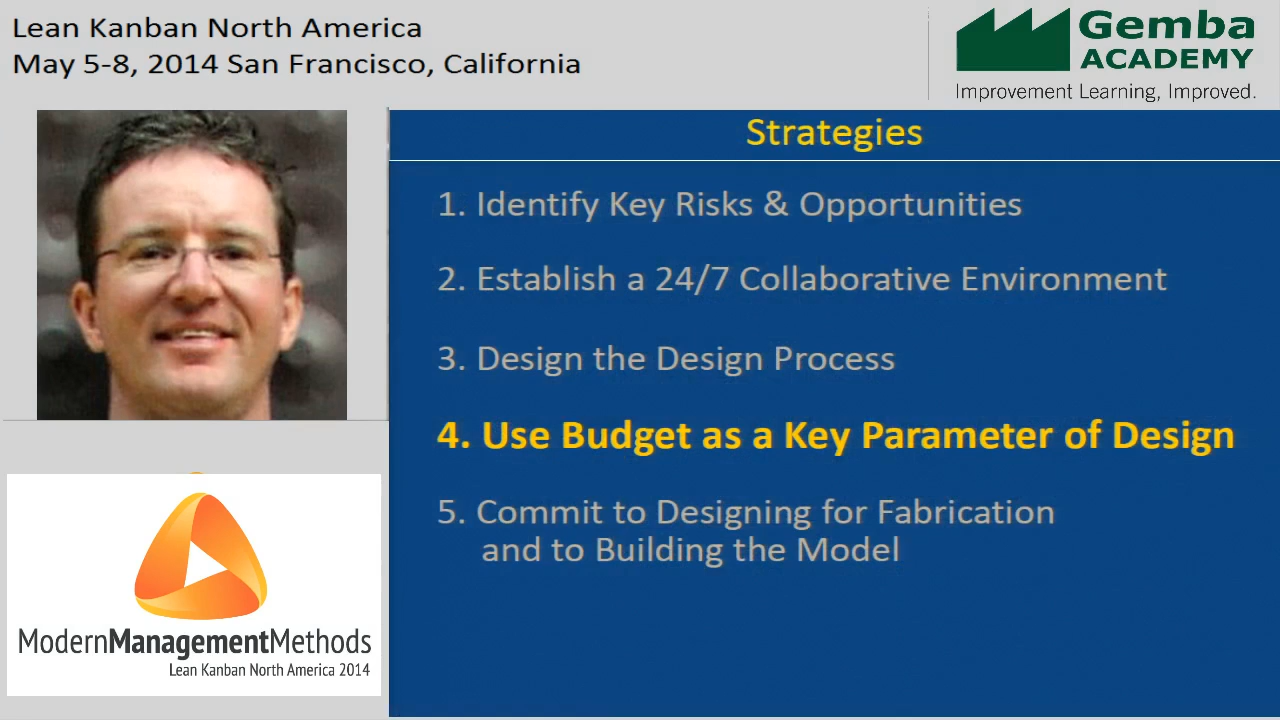 Lean Kanban North America
May 5-8, 2014 San Francisco, California
Gemba
ACADEMY
Improvement Learning, Improved.
Strategies
1. Identify Key Risks & Opportunities
2. Establish a 24/7 Collaborative Environment
3. Design the Design Process
4. Use Budget as a Key Parameter of Design
5. Commit to Designing for Fabrication
and to Building the Model
ModernManagementMethods
Lean Kanban North America 2014